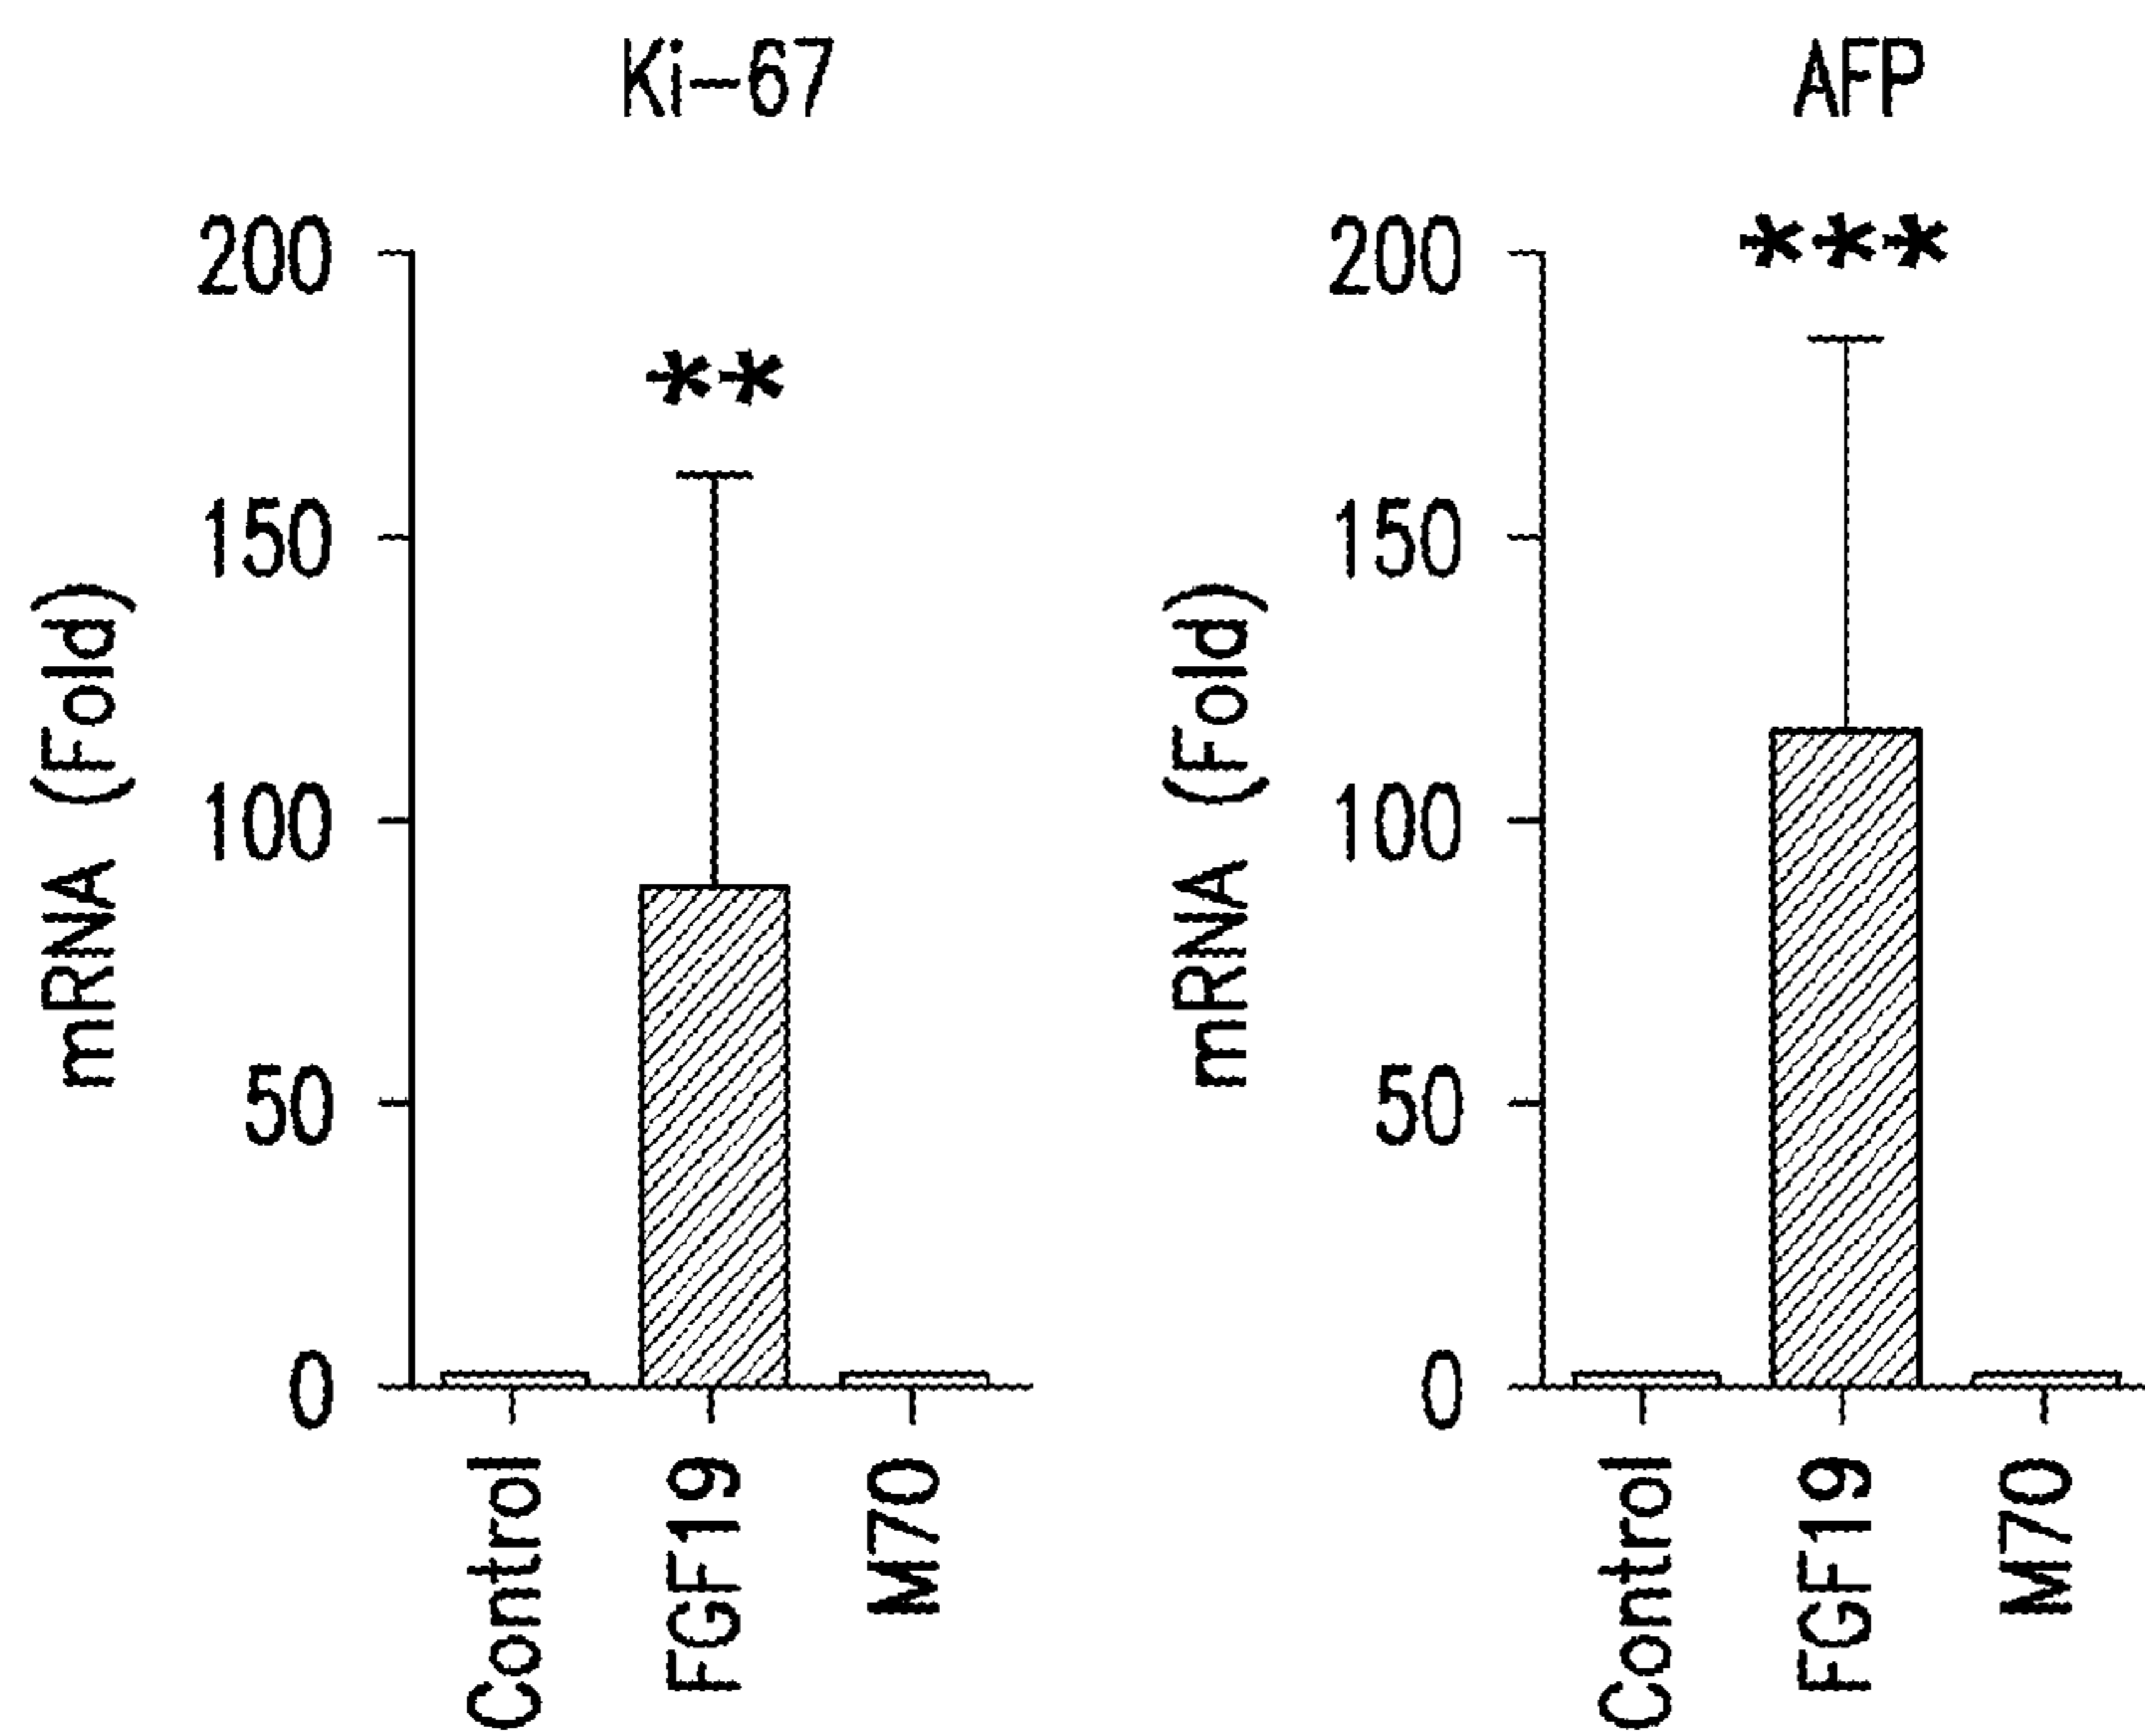 Ki-67
mRNA (Fold)
200
150
100
50
0
**
Control
FGF19
M70
AFP
mRNA (Fold)
200
150
100
50
0
***
Control
FGF19
M70